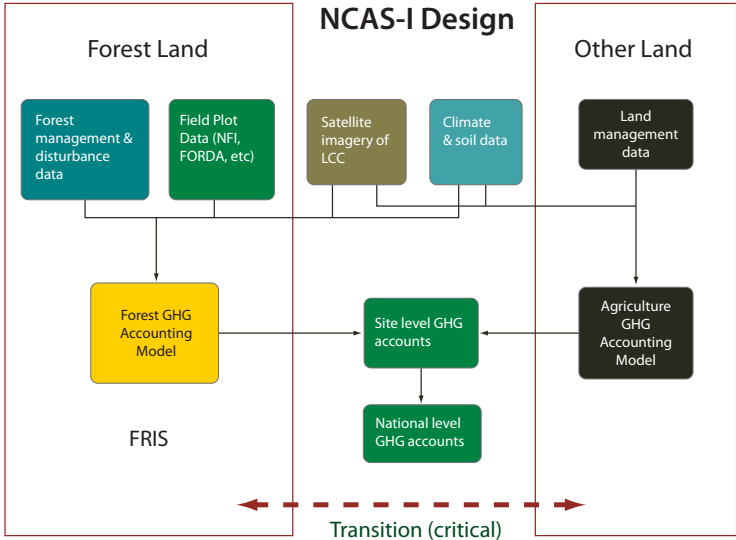 NCAS-I Design
Forest Land
Other Land
Forest
management &
disturbance
data
Field Plot
Data (NFI,
FORDA, etc)
Satellite
imagery of
LCC
Climate
& soil data
Land
management
data
Forest GHG
Accounting
Model
Site level GHG
accounts
Agriculture
GHG
Accounting
Model
National level
GHG accounts
FRIS
Transition (critical)